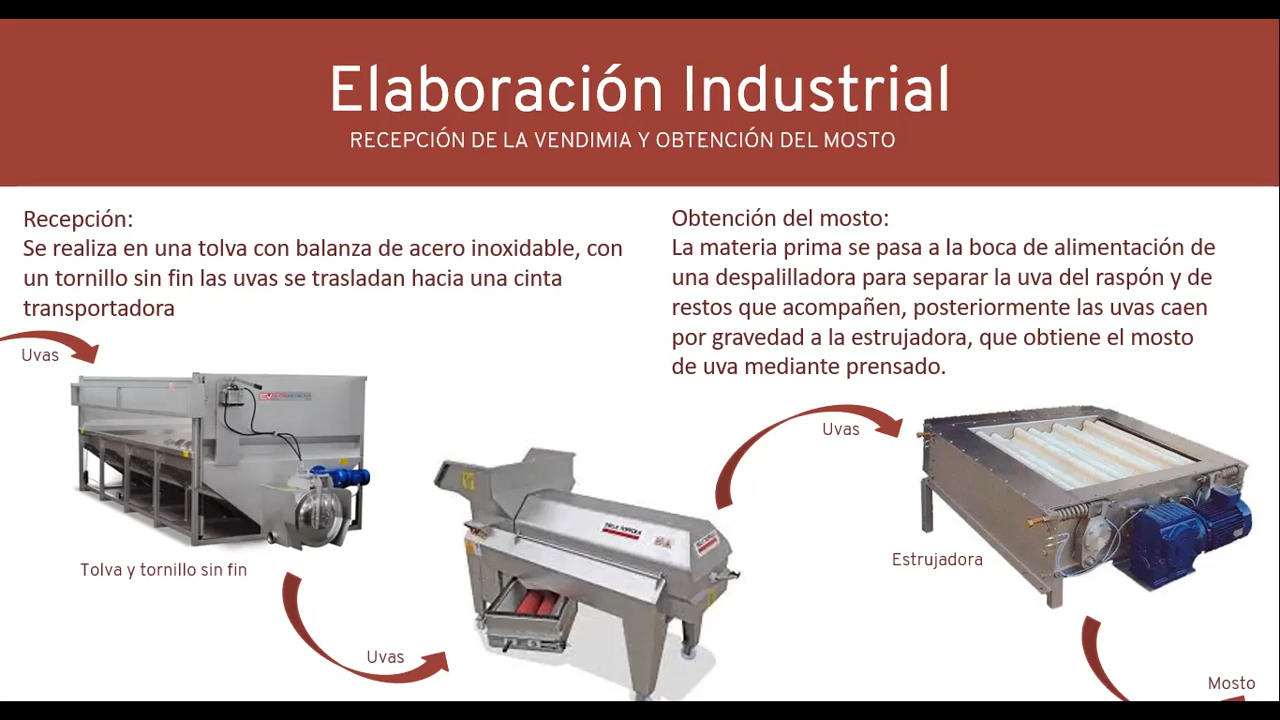 Elaboración Industrial
RECEPCIÓN DE LA VENDIMIA Y OBTENCIÓN DEL MOSTO
Recepción:
Se realiza en una tolva con balanza de acero inoxidable, con
un tornillo sin fin las uvas se trasladan hacia una cinta
transportadora
Obtención del mosto:
La materia prima se pasa a la boca de alimentación de
una despalilladora para separar la uva del raspón y de
restos que acompañen, posteriormente las uvas caen
por gravedad a la estrujadora, que obtiene el mosto
de uva mediante prensado.
Uvas
Tolva y tornillo sin fin
Uvas
Uvas
Estrujadora
Mosto